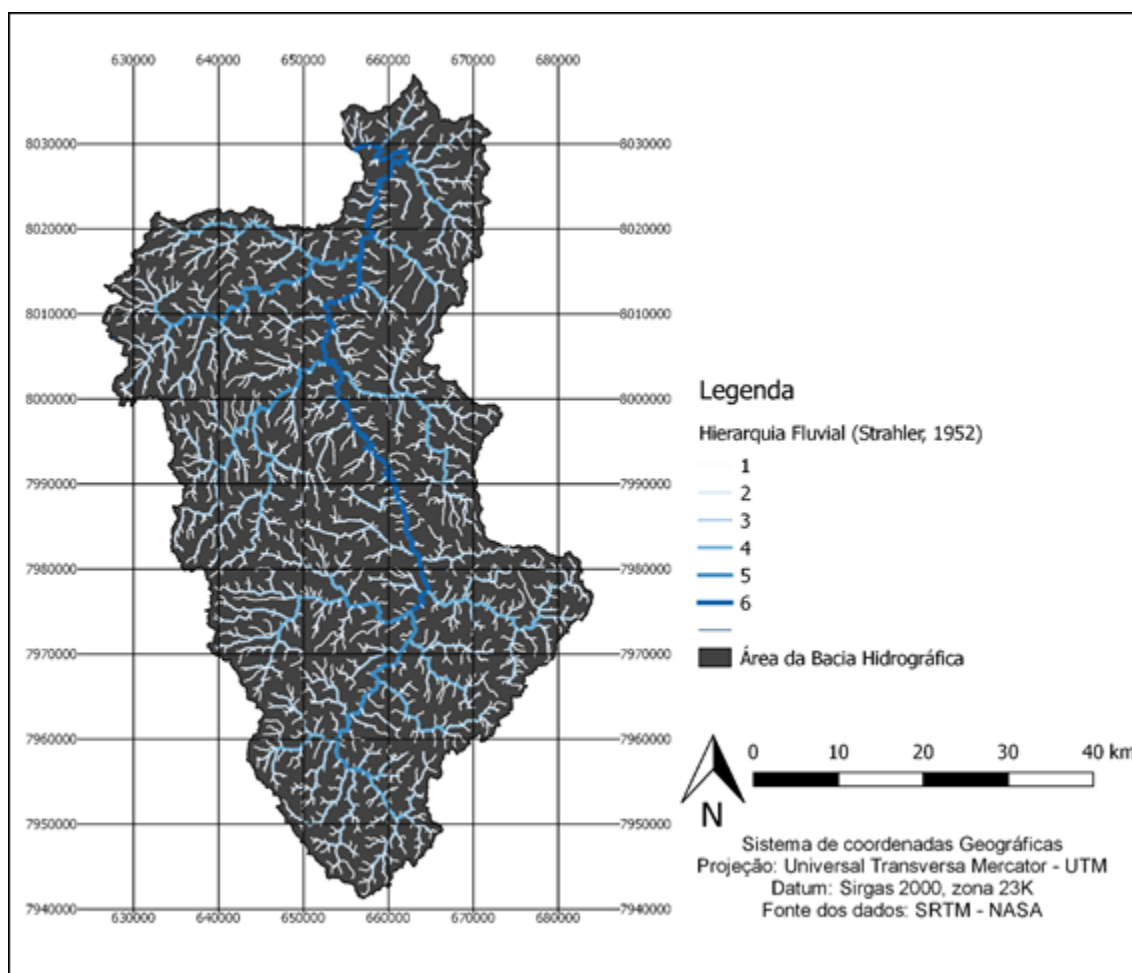 630000 640000 650000 660000 670000 680000
8030000 8030000
8020000 8020000
8010000 8010000
8000000 8000000
7990000 7990000
7980000 7980000
7970000 7970000
7960000 7960000
7950000 7950000
7940000 7940000
630000 640000 650000 660000 670000 680000
Legenda
Hierarquia Fluvial (Strahler, 1952)
1
2
3
4
5
6
Área da Bacia Hidrográfica
0 10 20 30 40 km
N
Sistema de coordenadas Geográficas
Projeção: Universal Transversa Mercator - UTM
Datum: Sirgas 2000, zona 23K
Fonte dos dados: SRTM - NASA